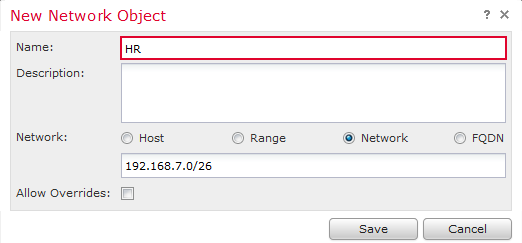 New Network Object ? ×
Name: HR
Description:
Network: Host Range Network FQDN
192.168.7.0/26
Allow Overrides:
Save Cancel